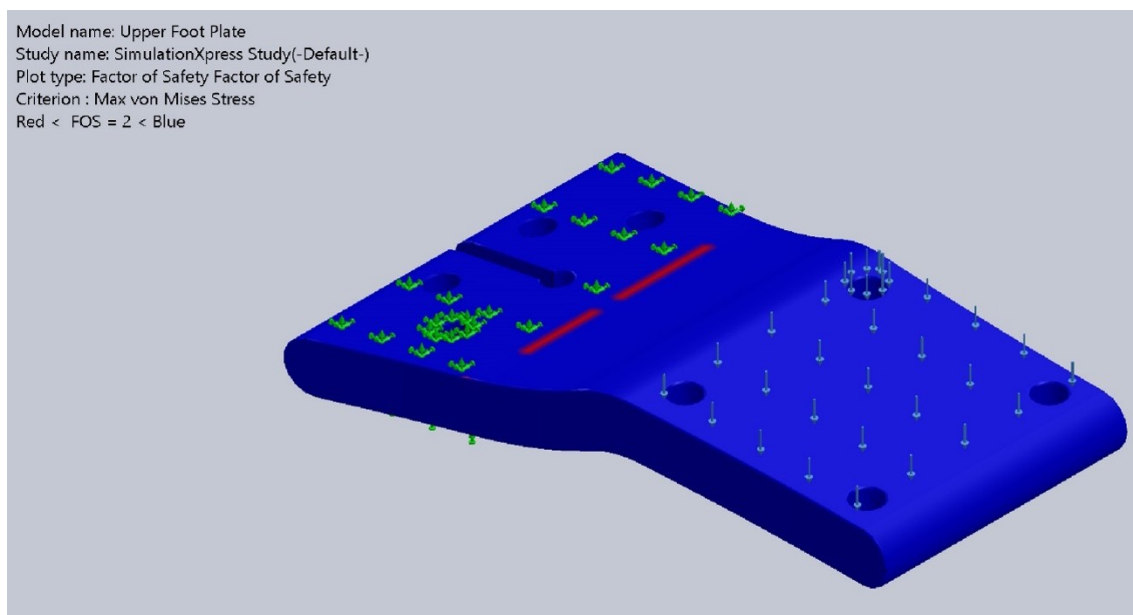 Model name: Upper Foot Plate
Study name: SimulationXpress Study(-Default-)
Plot type: Factor of Safety Factor of Safety
Criterion : Max von Mises Stress
Red < FOS = 2 < Blue